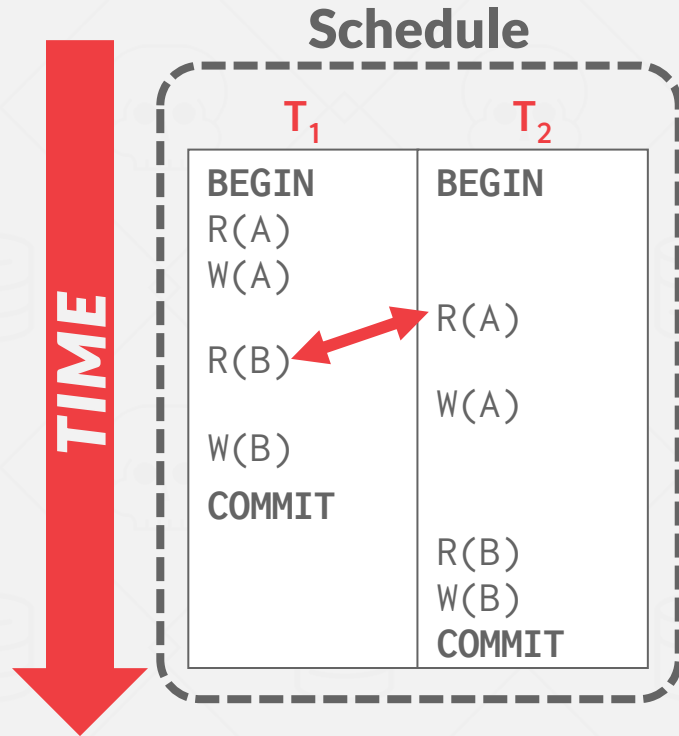 Schedule
TIME
T₁ T₂
BEGIN BEGIN
R(A)
W(A)
R(A)
R(B)
W(A)
W(B)
COMMIT
R(B)
W(B)
COMMIT